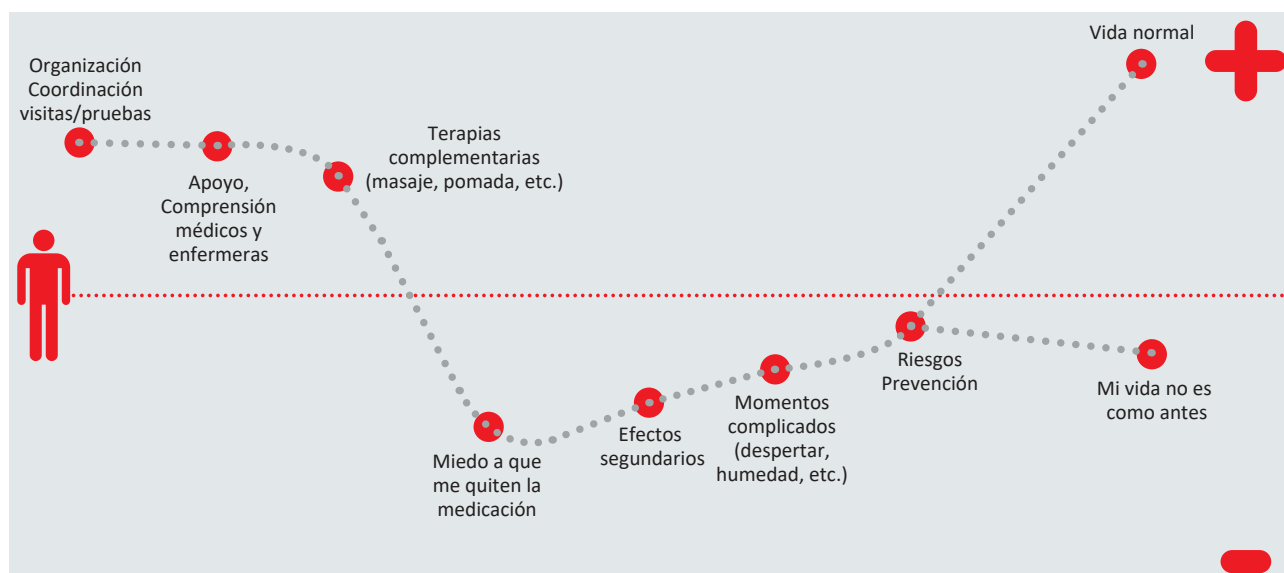 Organización
Coordinación
visitas/pruebas
Apoyo,
Comprensión
médicos y
enfermeras
Terapias
complementarias
(masaje, pomada, etc.)
Miedo a que
me quiten la
medicación
Efectos
segundarios
Momentos
complicados
(despertar,
humedad, etc.)
Riesgos
Prevención
Vida normal
Mi vida no es
como antes